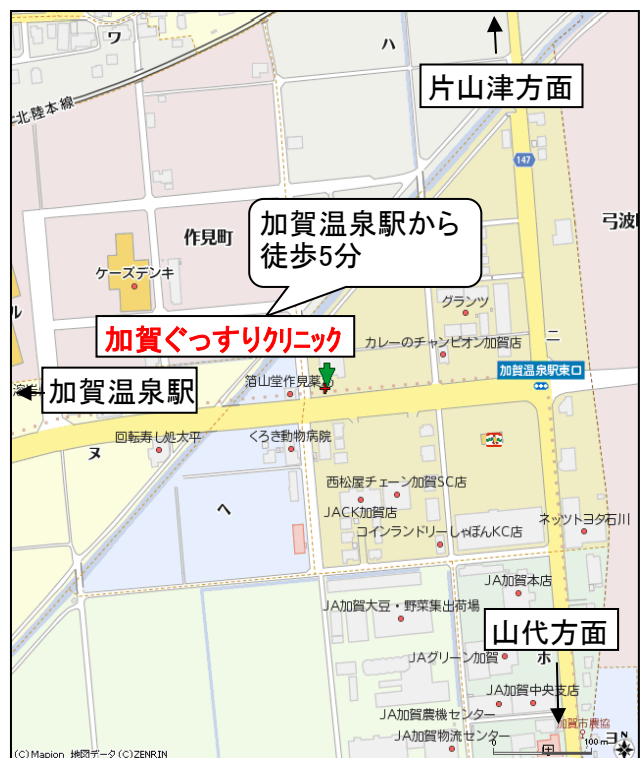 ワ
ハ
北陸本線
片山津方面
147
弓波
作見町
加賀温泉駅から
徒歩5分
ケーズデンキ
ル
グランツ
加賀ぐっすりクリニック
カレーのチャンピオン加賀店
ニ
加賀温泉駅東口
加賀温泉駅
箔山堂作見薬
回転寿し処太平
くろき動物病院
ヌ
西松屋チェーン加賀SC店
ヘ
JACK加賀店
コインランドリーしゃぼんKC店
ネッツトヨタ石川
JA加賀本店
JA加賀大豆・野菜集出荷場
山代方面
JAグリーン加賀
ホ
JA加賀中央支店
JA加賀農機センター
加賀市農協
JA加賀物流センター
ヨ
N
0 100m
(C)Mapion 地図データ(C)ZENRIN